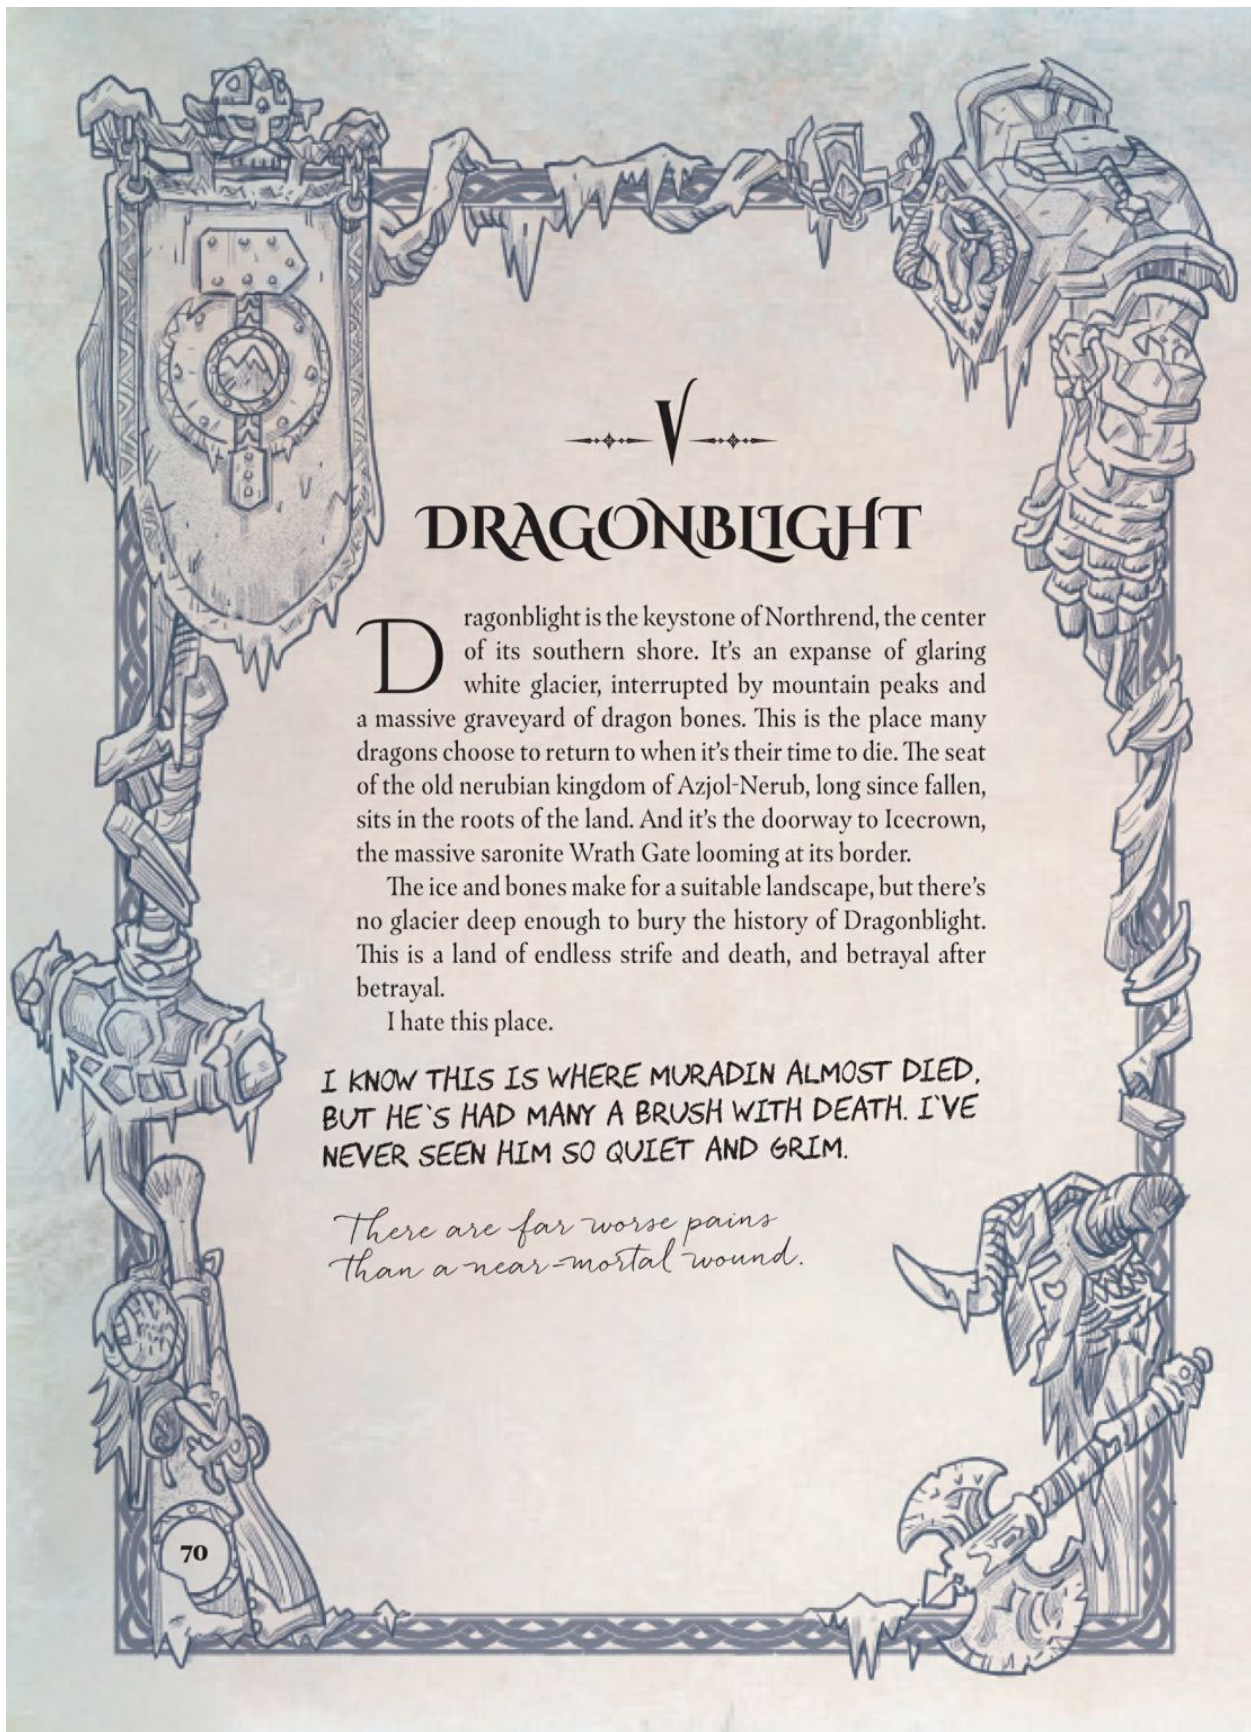 V
DRAGONBLIGHT
Dragonblight is the keystone of Northrend, the center
of its southern shore. It's an expanse of glaring
white glacier, interrupted by mountain peaks and
a massive graveyard of dragon bones. This is the place many
dragons choose to return to when it's their time to die. The seat
of the old nerubian kingdom of Azjol-Nerub, long since fallen,
sits in the roots of the land. And it's the doorway to Icecrown,
the massive saronite Wrath Gate looming at its border.
The ice and bones make for a suitable landscape, but there's
no glacier deep enough to bury the history of Dragonblight.
This is a land of endless strife and death, and betrayal after
betrayal.
I hate this place.
I KNOW THIS IS WHERE MURADIN ALMOST DIED,
BUT HE'S HAD MANY A BRUSH WITH DEATH. I'VE
NEVER SEEN HIM SO QUIET AND GRIM.
There are far worse pains
than a near-mortal wound.
70